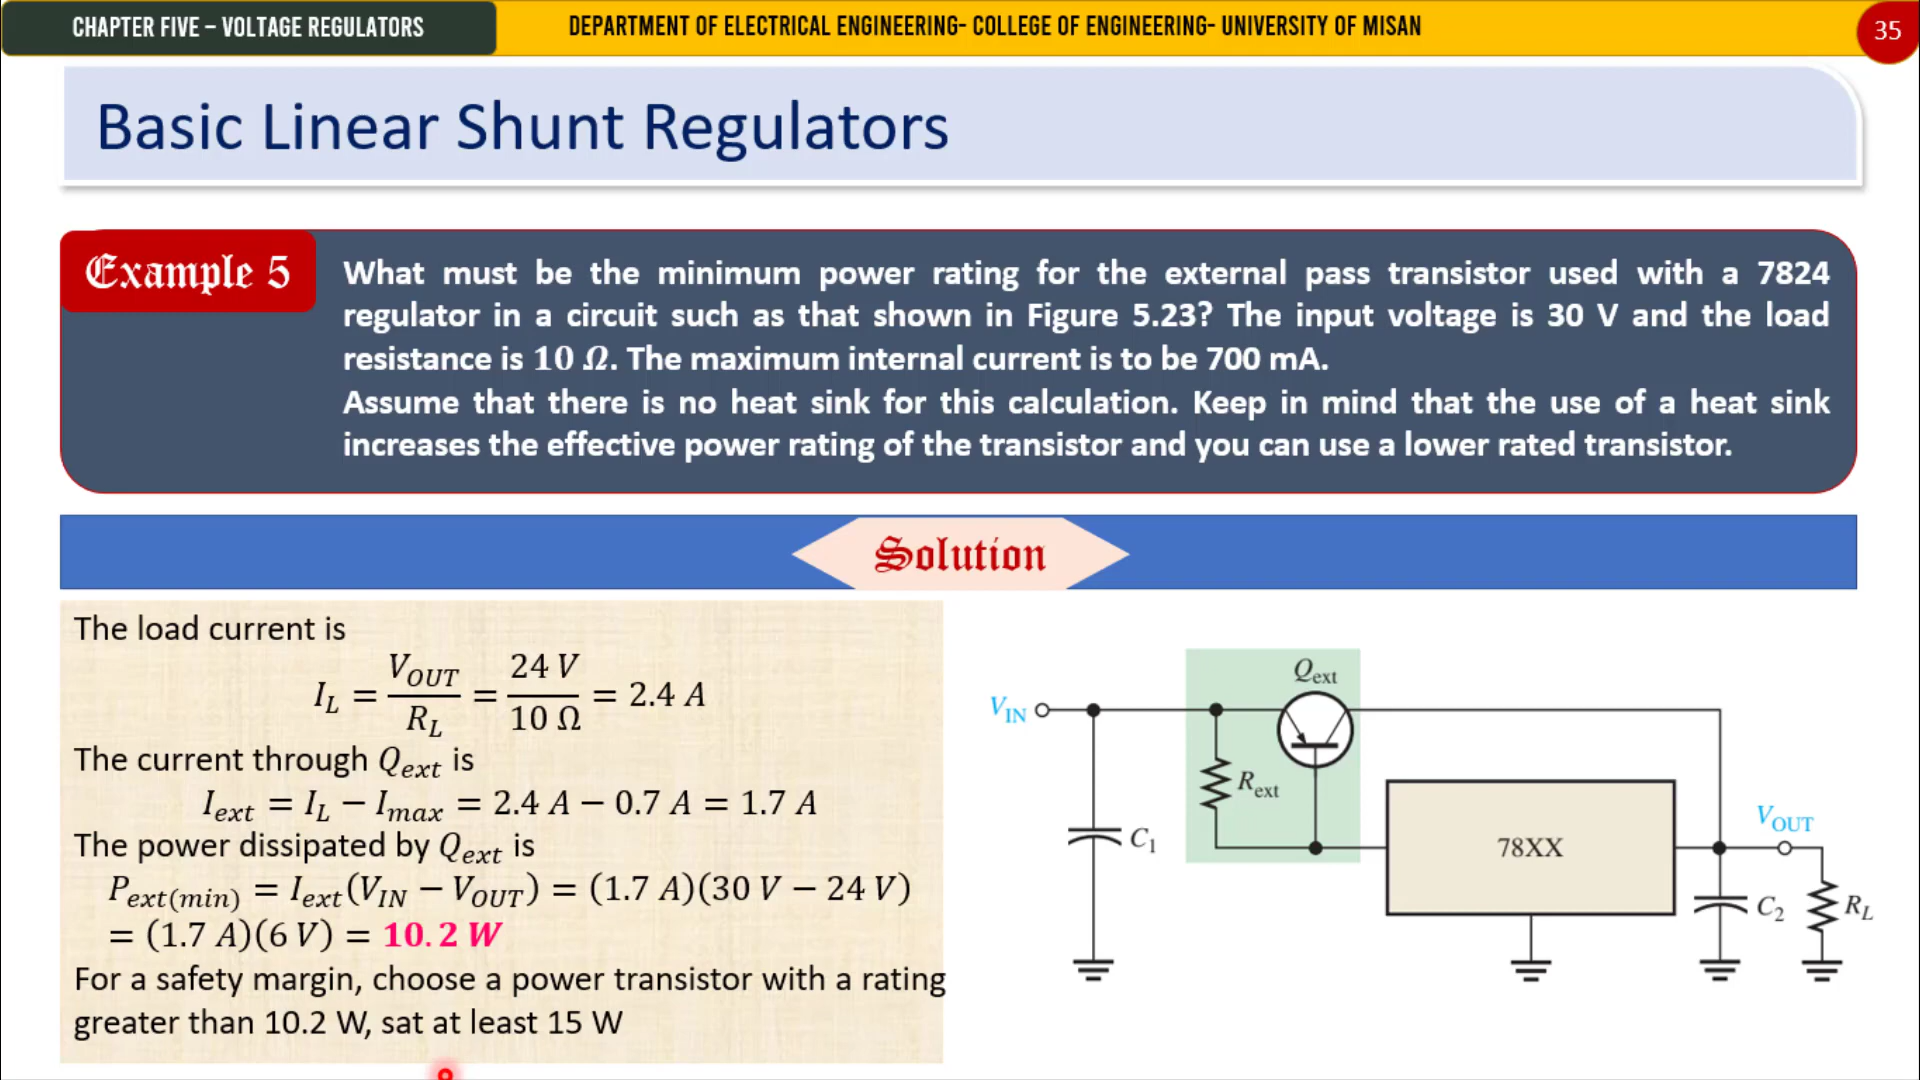 CHAPTER FIVE – VOLTAGE REGULATORS
DEPARTMENT OF ELECTRICAL ENGINEERING- COLLEGE OF ENGINEERING- UNIVERSITY OF MISAN
35
Basic Linear Shunt Regulators
Example 5
What must be the minimum power rating for the external pass transistor used with a 7824
regulator in a circuit such as that shown in Figure 5.23? The input voltage is 30 V and the load
resistance is 10 Ω. The maximum internal current is to be 700 mA.
Assume that there is no heat sink for this calculation. Keep in mind that the use of a heat sink
increases the effective power rating of the transistor and you can use a lower rated transistor.
Solution
The load current is
I_L = V_OUT / R_L = 24 V / 10 Ω = 2.4 A
The current through Q_ext is
I_ext = I_L − I_max = 2.4 A − 0.7 A = 1.7 A
The power dissipated by Q_ext is
P_ext(min) = I_ext(V_IN − V_OUT) = (1.7 A)(30 V − 24 V)
= (1.7 A)(6 V) = 10.2 W
For a safety margin, choose a power transistor with a rating
greater than 10.2 W, sat at least 15 W
Q_ext
V_IN
R_ext
C_1
78XX
V_OUT
C_2
R_L